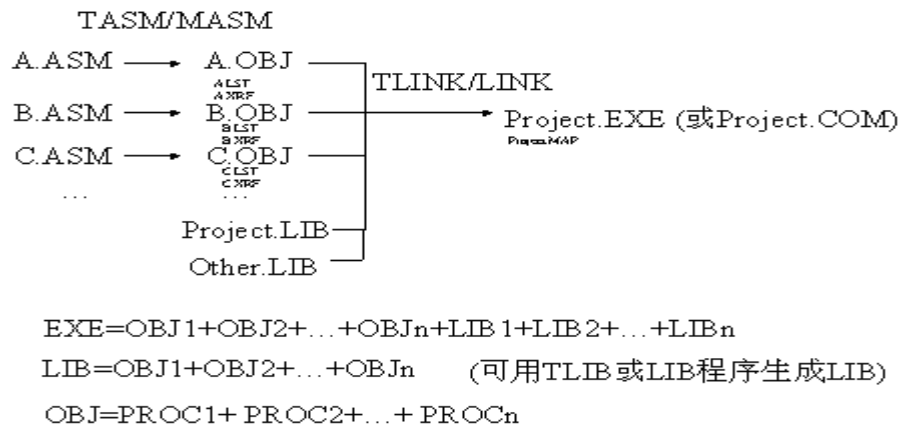 TASM/MASM
A.ASM A.OBJ
A.LST
A.XRF
TLINK/LINK
B.ASM B.OBJ
Project.EXE (或Project.COM)
B.LST
B.XRF
Project.MAP
C.ASM C.OBJ
C.LST
C.XRF
... ...
Project.LIB
Other.LIB
EXE=OBJ1+OBJ2+...+OBJn+LIB1+LIB2+...+LIBn
LIB=OBJ1+OBJ2+...+OBJn (可用TLIB或LIB程序生成LIB)
OBJ=PROC1+ PROC2+...+ PROCn